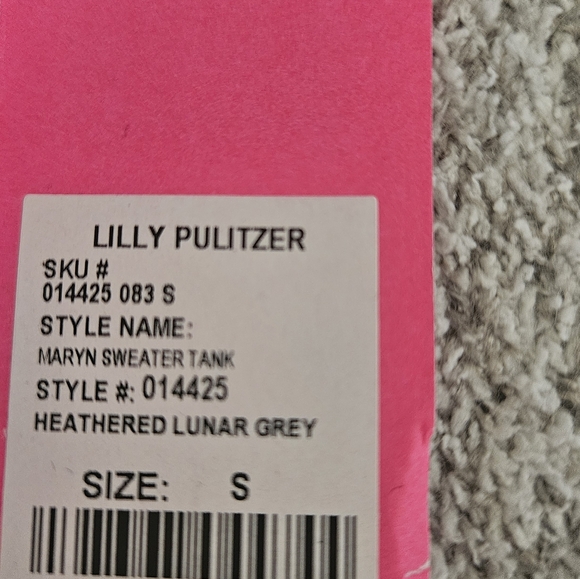 LILLY PULITZER
SKU #
014425 083 S
STYLE NAME:
MARYN SWEATER TANK
STYLE #: 014425
HEATHERED LUNAR GREY
SIZE: S